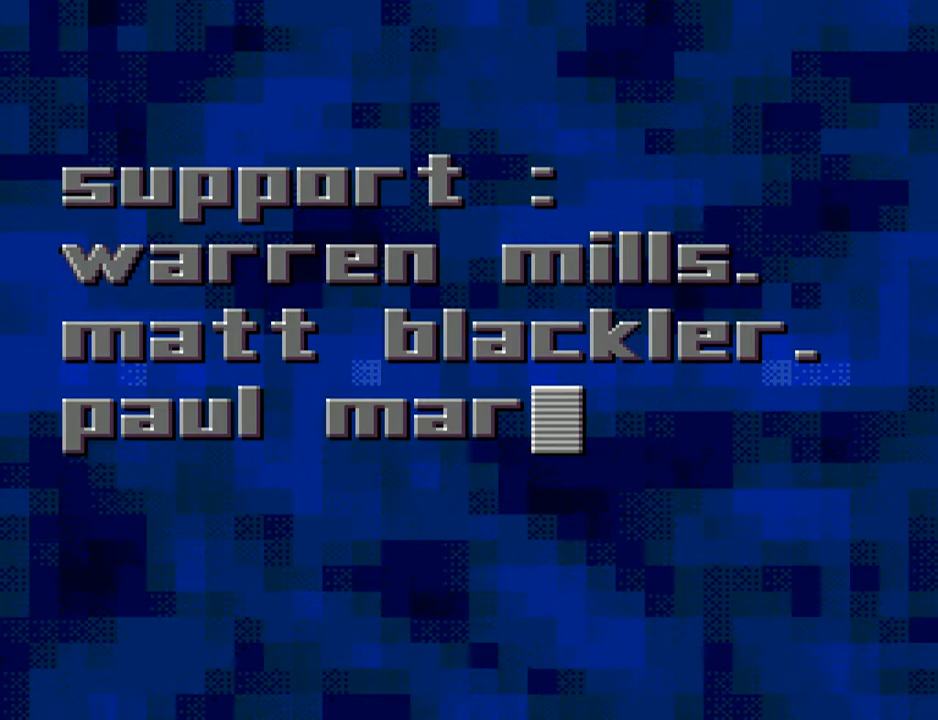 support :
warren mills.
matt blackler.
paul mar